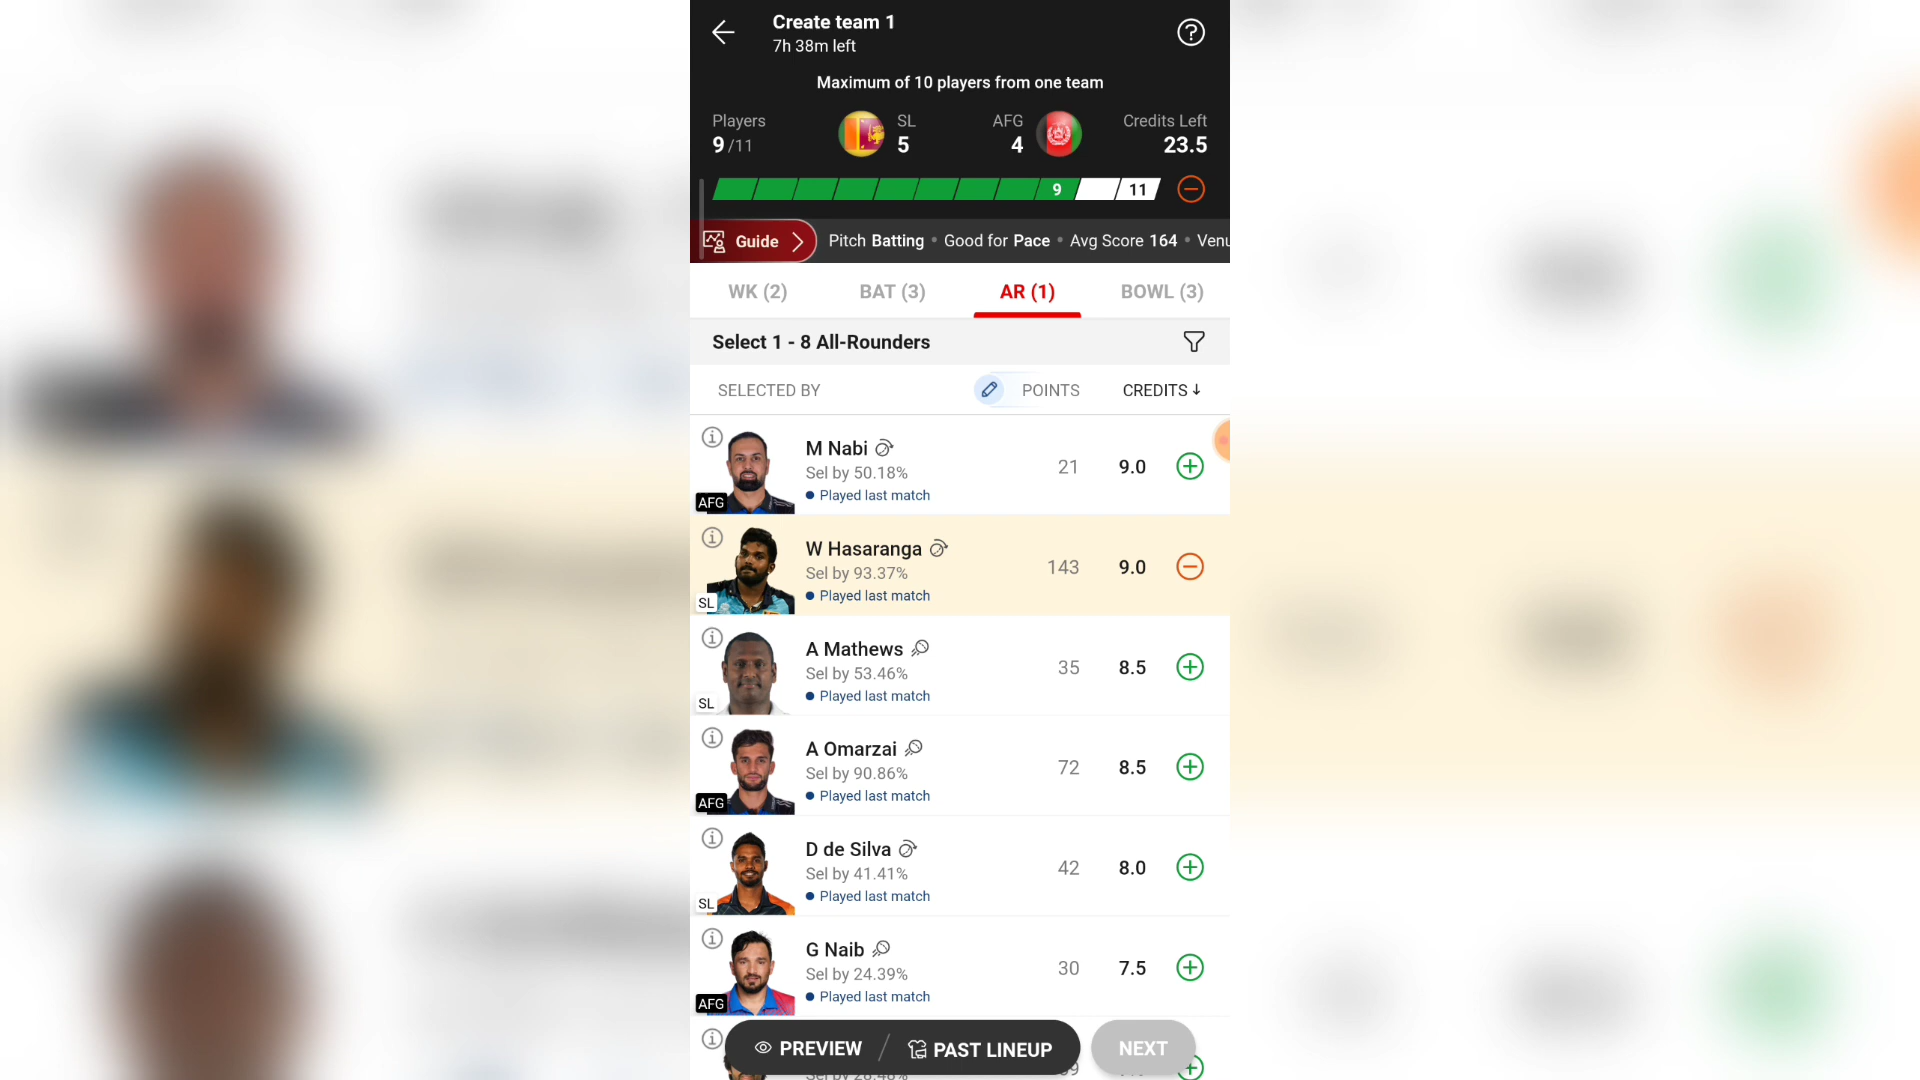 Create team 1
7h 38m left
Maximum of 10 players from one team
Players SL AFG Credits Left
9 /11 5 4 23.5
9 11
Guide Pitch Batting • Good for Pace • Avg Score 164 • Venu
WK (2) BAT (3) AR (1) BOWL (3)
Select 1 - 8 All-Rounders
SELECTED BY POINTS CREDITS ↓
M Nabi
Sel by 50.18% 21 9.0
Played last match
AFG
W Hasaranga
Sel by 93.37% 143 9.0
Played last match
SL
A Mathews
Sel by 53.46% 35 8.5
Played last match
SL
A Omarzai
Sel by 90.86% 72 8.5
Played last match
AFG
D de Silva
Sel by 41.41% 42 8.0
Played last match
SL
G Naib
Sel by 24.39% 30 7.5
Played last match
AFG
PREVIEW / PAST LINEUP NEXT